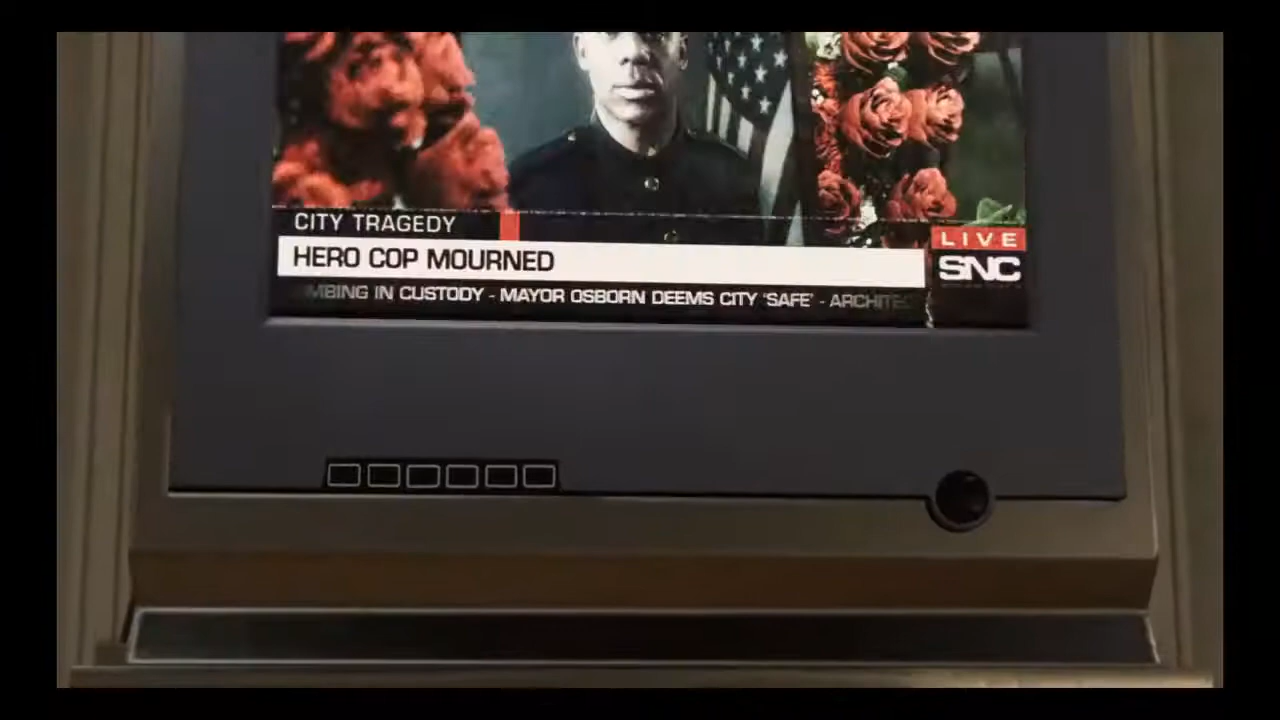 CITY TRAGEDY
HERO COP MOURNED
LIVE
SNC
IN CUSTODY - MAYOR OSBORN DEEMS CITY 'SAFE' -